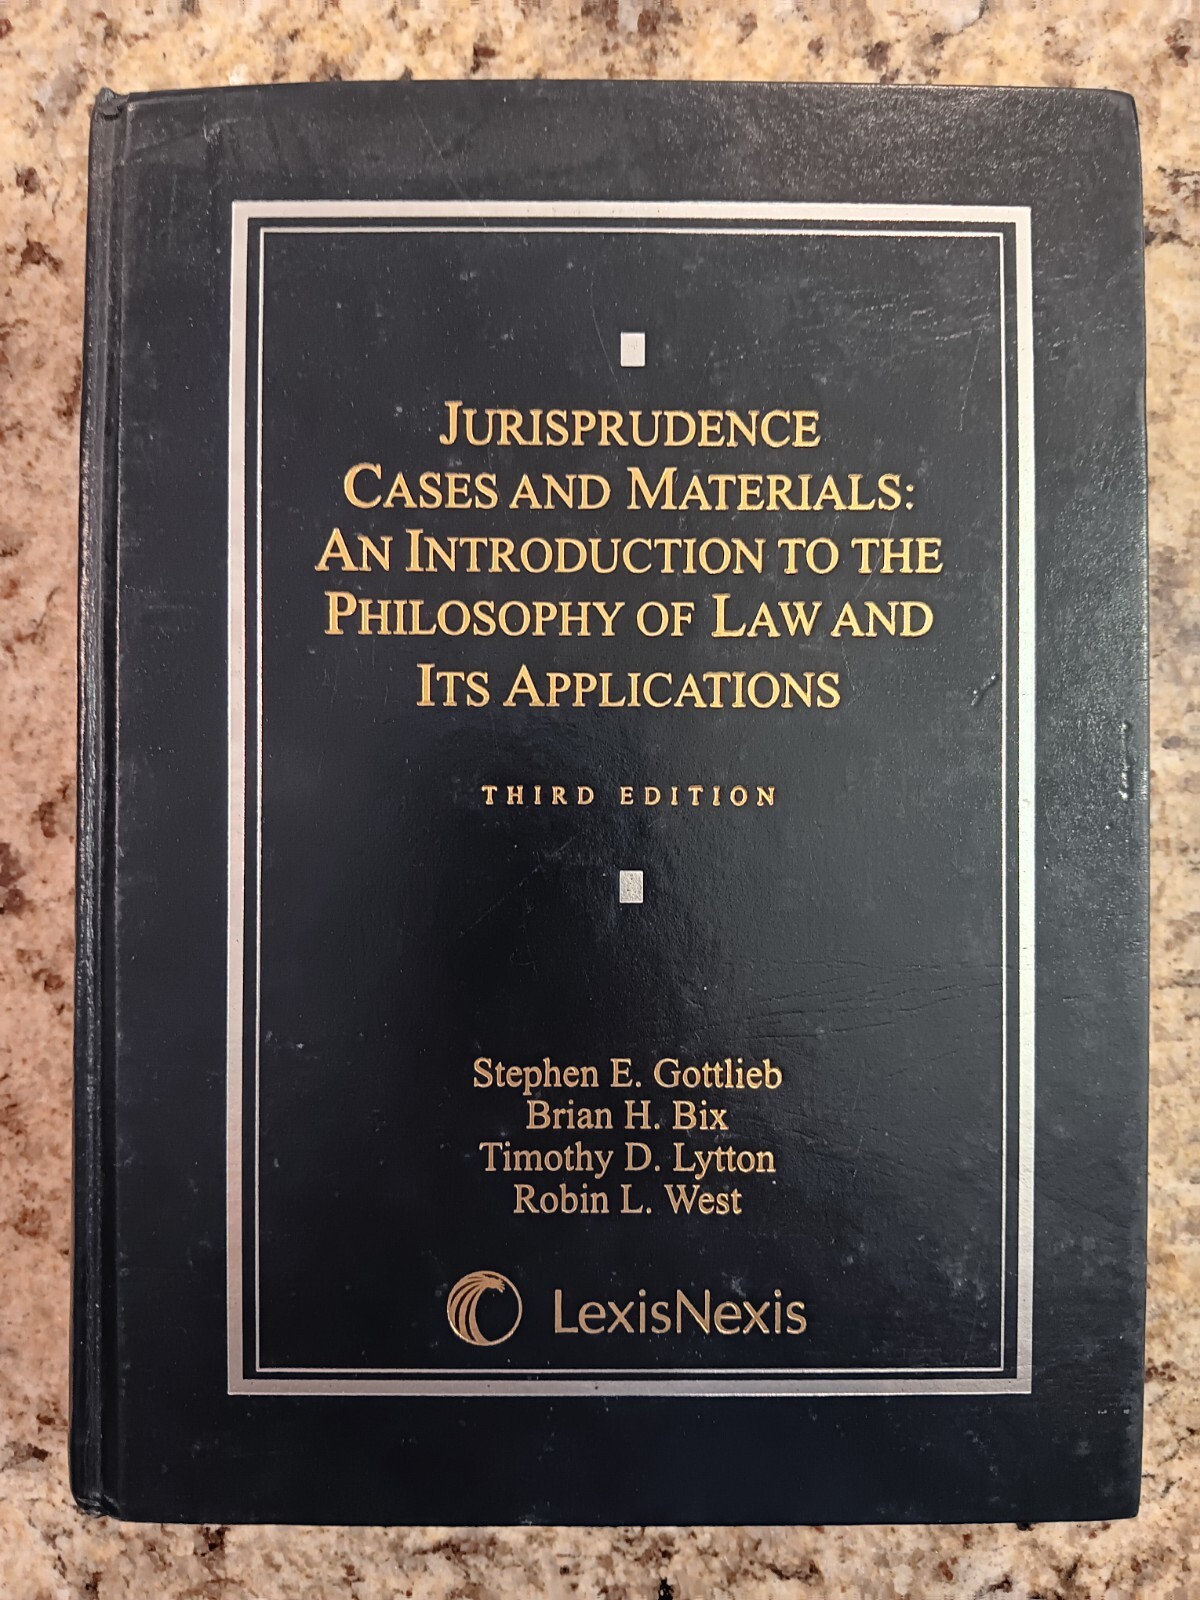 JURISPRUDENCE
CASES AND MATERIALS:
AN INTRODUCTION TO THE
PHILOSOPHY OF LAW AND
ITS APPLICATIONS
THIRD EDITION
Stephen E. Gottlieb
Brian H. Bix
Timothy D. Lytton
Robin L. West
LexisNexis